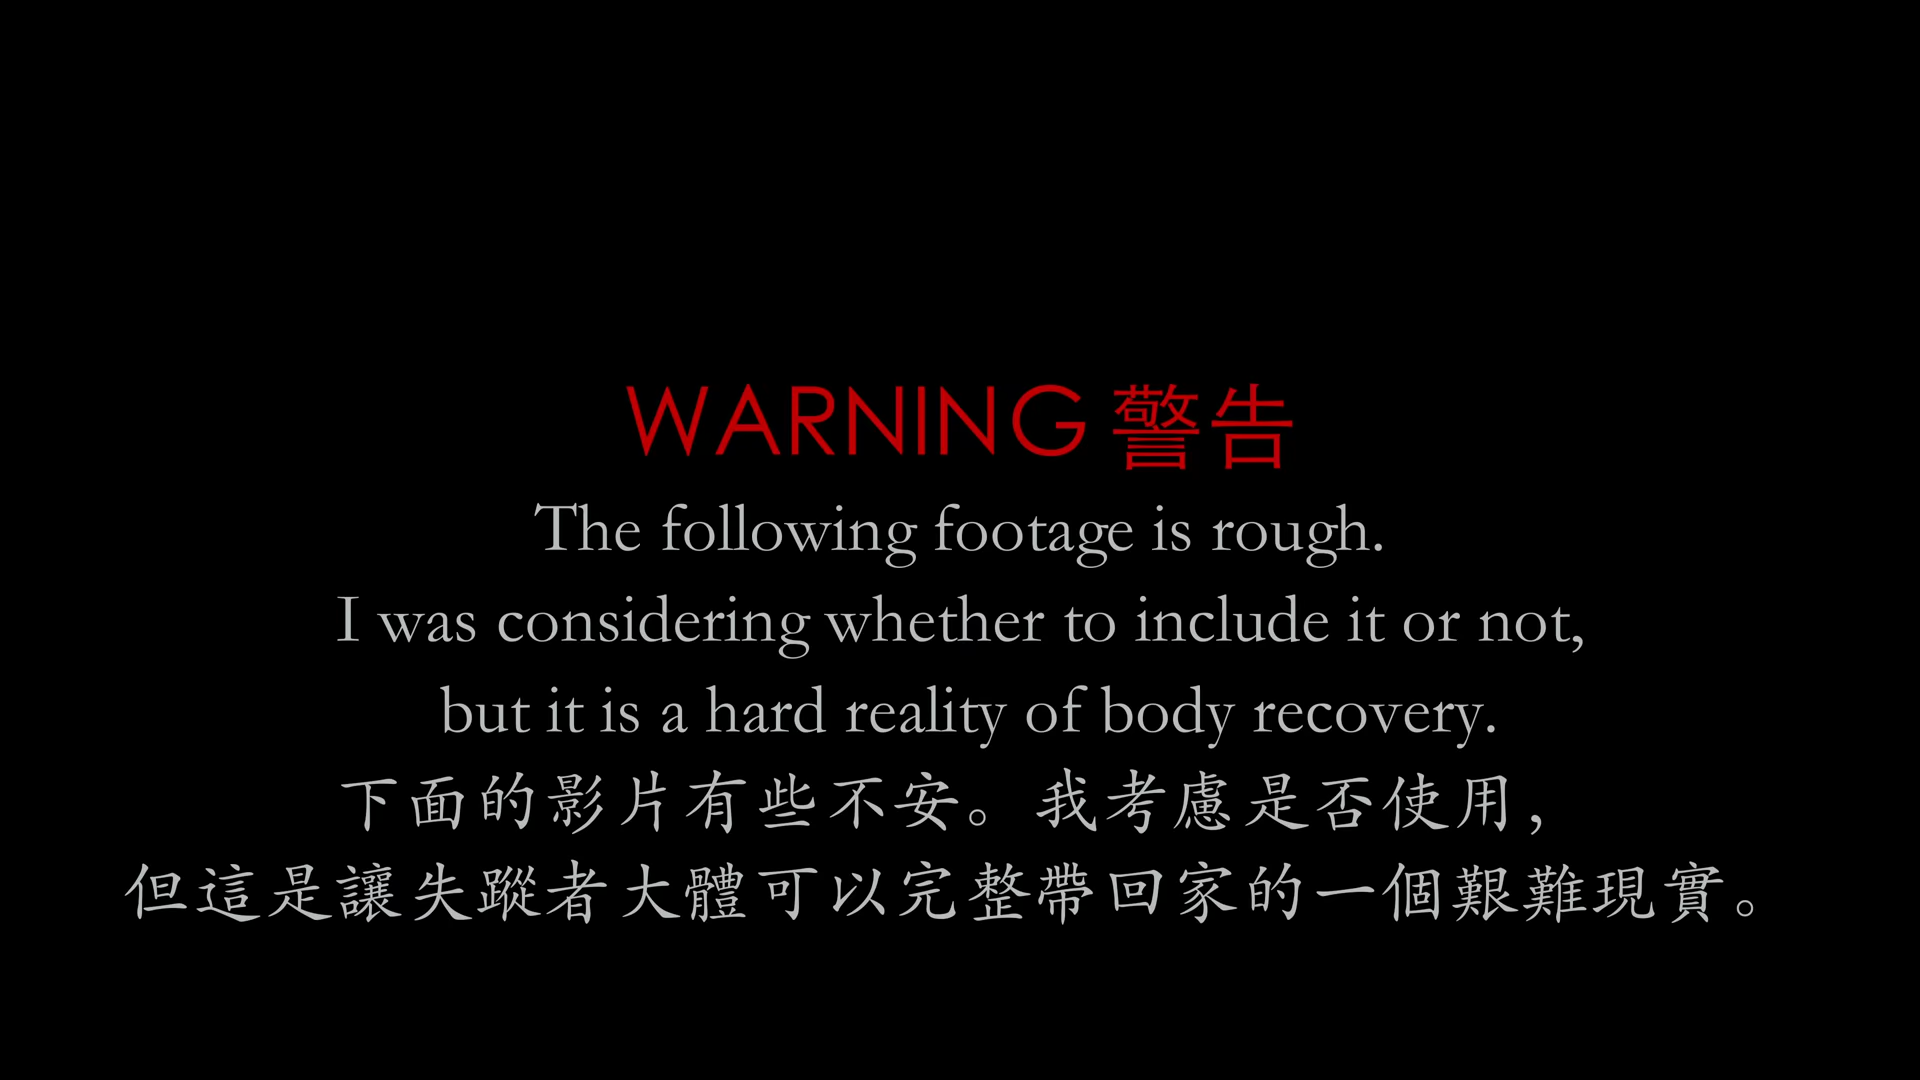 WARNING 警告
The following footage is rough.
I was considering whether to include it or not,
but it is a hard reality of body recovery.
下面的影片有些不安。我考慮是否使用，
但這是讓失蹤者大體可以完整帶回家的一個艱難現實。